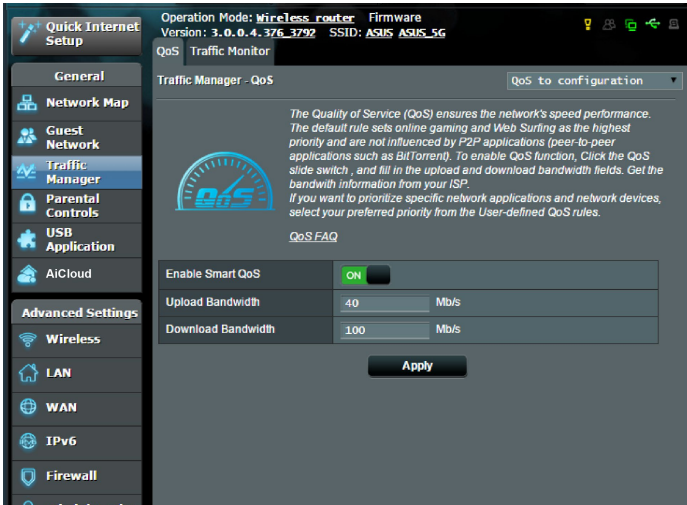 Quick Internet
Setup
Operation Mode: Wireless router Firmware
Version: 3.0.0.4.376_3792 SSID: ASUS ASUS_5G
QoS Traffic Monitor
General
Network Map
Guest
Network
Traffic
Manager
Parental
Controls
USB
Application
AiCloud
Advanced Settings
Wireless
LAN
WAN
IPv6
Firewall
Traffic Manager - QoS
QoS to configuration
QoS
The Quality of Service (QoS) ensures the network's speed performance.
The default rule sets online gaming and Web Surfing as the highest
priority and are not influenced by P2P applications (peer-to-peer
applications such as BitTorrent). To enable QoS function, Click the QoS
slide switch , and fill in the upload and download bandwidth fields. Get the
bandwith information from your ISP.
If you want to prioritize specific network applications and network devices,
select your preferred priority from the User-defined QoS rules.
QoS FAQ
Enable Smart QoS ON
Upload Bandwidth 40 Mb/s
Download Bandwidth 100 Mb/s
Apply